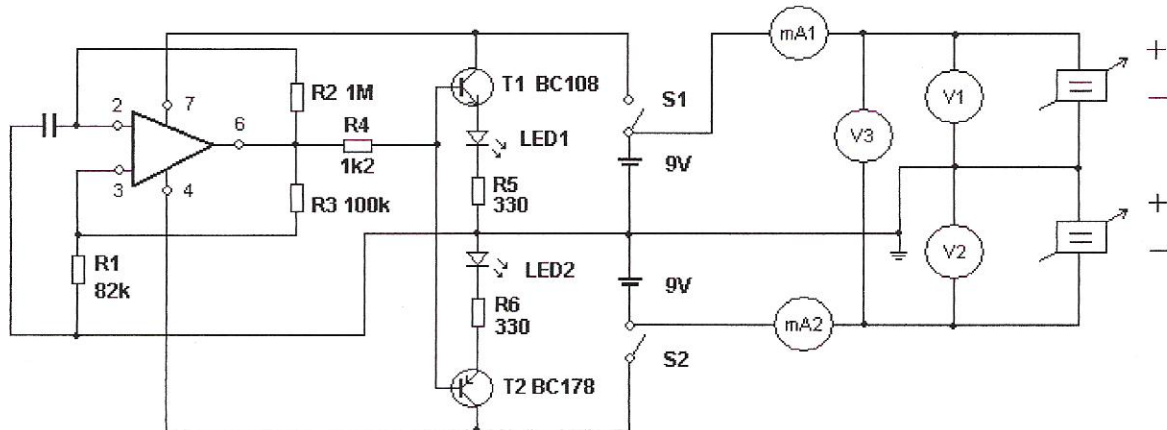 mA1
+
T1 BC108
S1
R2 1M
V1
−
2
7
6
R4
LED1
V3
1k2
9V
3
4
R5
330
R3 100k
+
V2
R1
82k
LED2
9V
−
R6
330
mA2
S2
T2 BC178